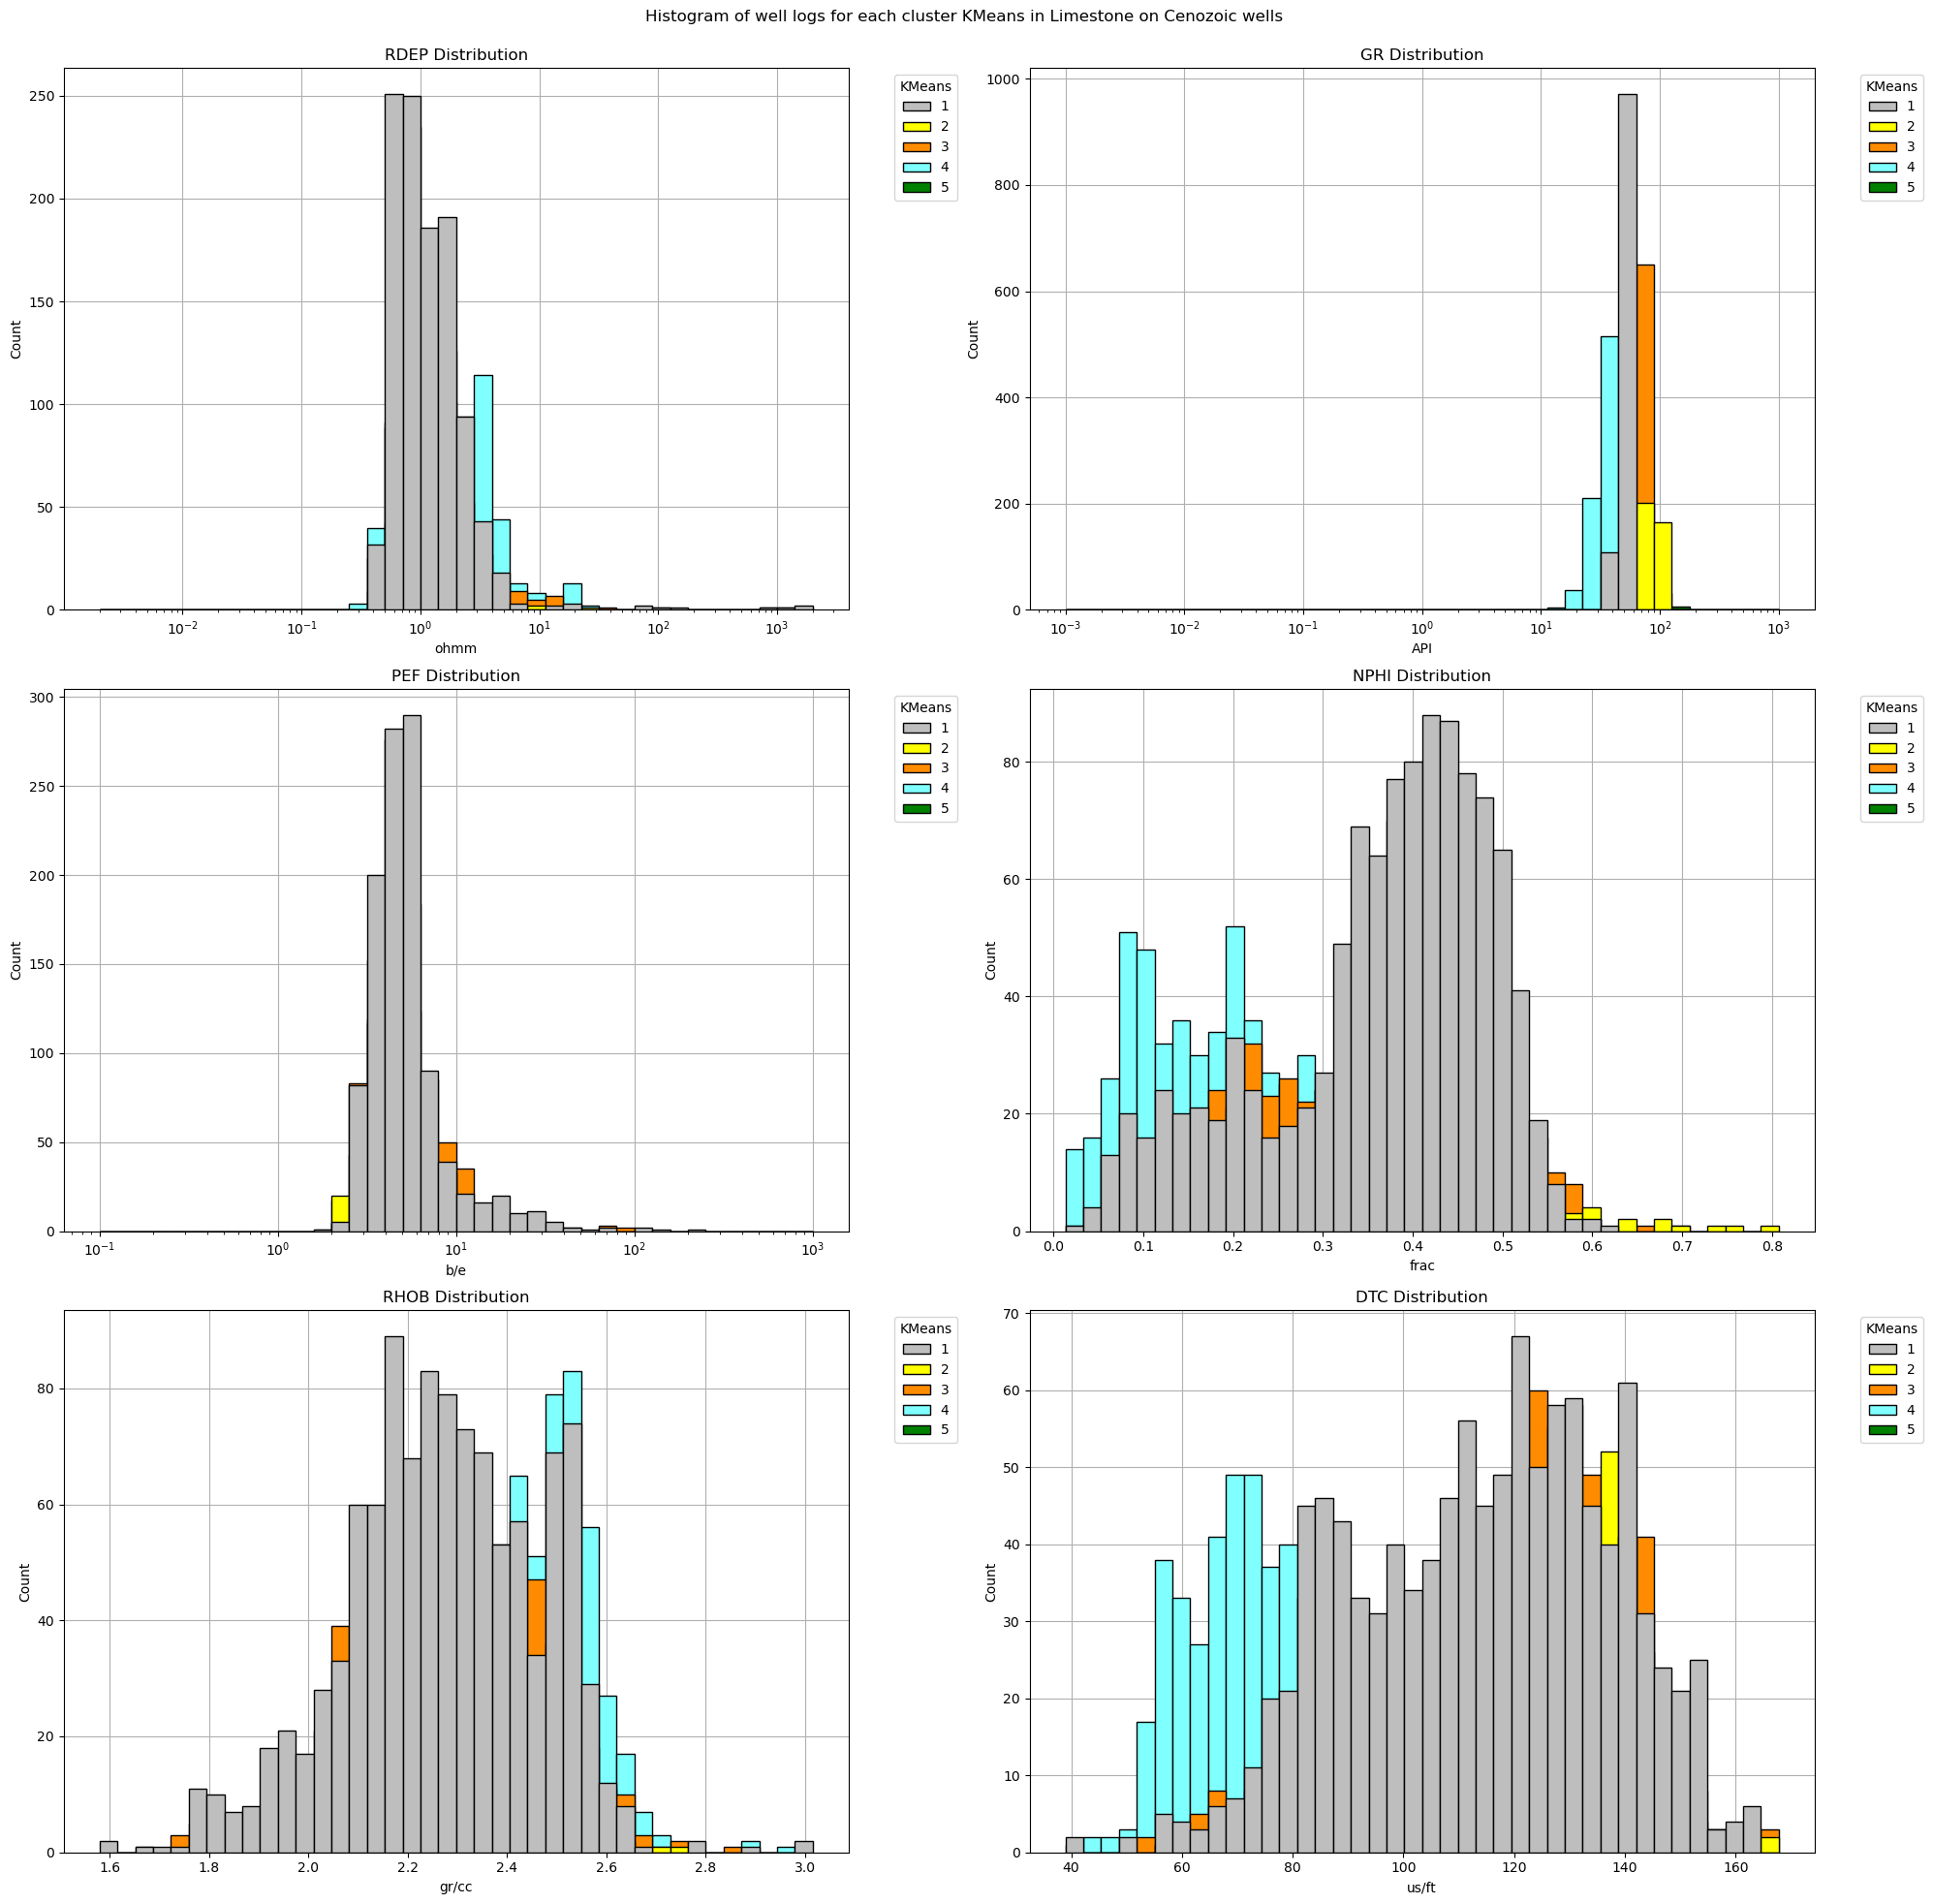 Histogram of well logs for each cluster KMeans in Limestone on Cenozoic wells
RDEP Distribution
Count
250
200
150
100
50
0
10⁻² 10⁻¹ 10⁰ 10¹ 10² 10³
ohmm
KMeans
1
2
3
4
5
GR Distribution
Count
1000
800
600
400
200
0
10⁻³ 10⁻² 10⁻¹ 10⁰ 10¹ 10² 10³
API
KMeans
1
2
3
4
5
PEF Distribution
Count
300
250
200
150
100
50
0
10⁻¹ 10⁰ 10¹ 10² 10³
b/e
KMeans
1
2
3
4
5
NPHI Distribution
Count
80
60
40
20
0
0.0 0.1 0.2 0.3 0.4 0.5 0.6 0.7 0.8
frac
KMeans
1
2
3
4
5
RHOB Distribution
Count
80
60
40
20
0
1.6 1.8 2.0 2.2 2.4 2.6 2.8 3.0
gr/cc
KMeans
1
2
3
4
5
DTC Distribution
Count
70
60
50
40
30
20
10
0
40 60 80 100 120 140 160
us/ft
KMeans
1
2
3
4
5